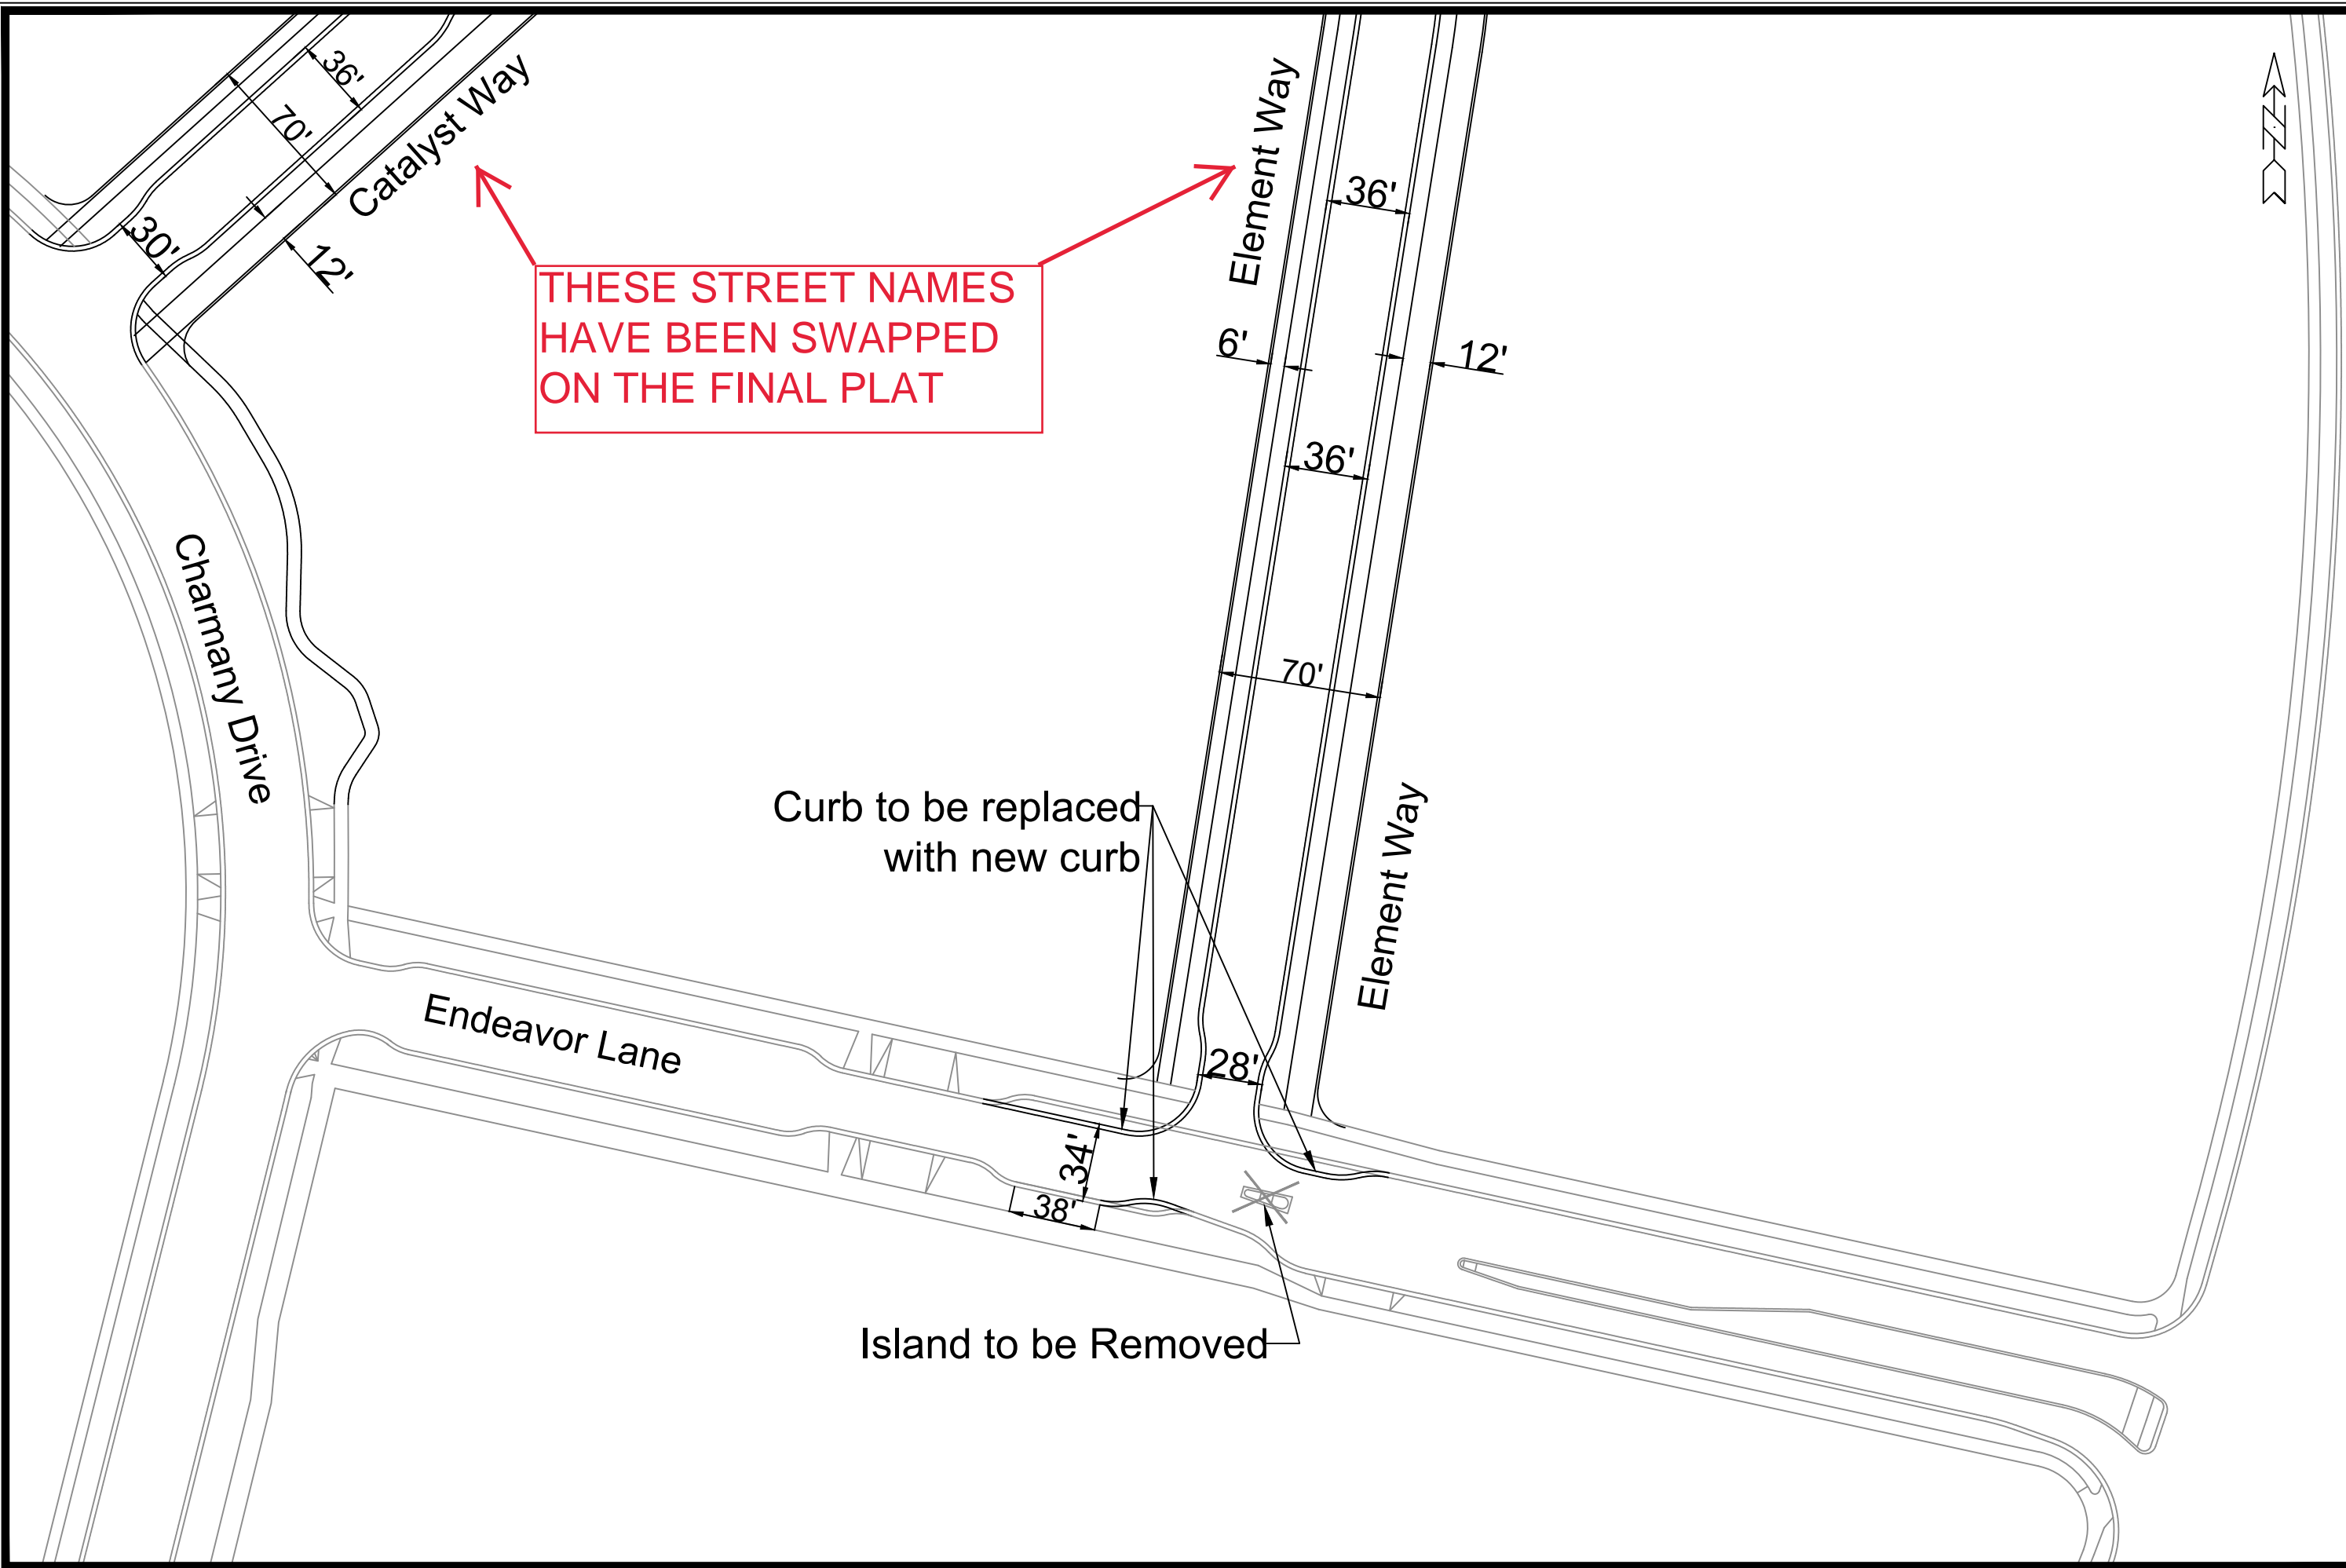 36'
70'
Catalyst Way
30'
12'
THESE STREET NAMES
HAVE BEEN SWAPPED
ON THE FINAL PLAT
Element Way
N
36'
6'
12'
36'
Charmany Drive
70'
Curb to be replaced
with new curb
Element Way
Endeavor Lane
28'
34'
38'
Island to be Removed